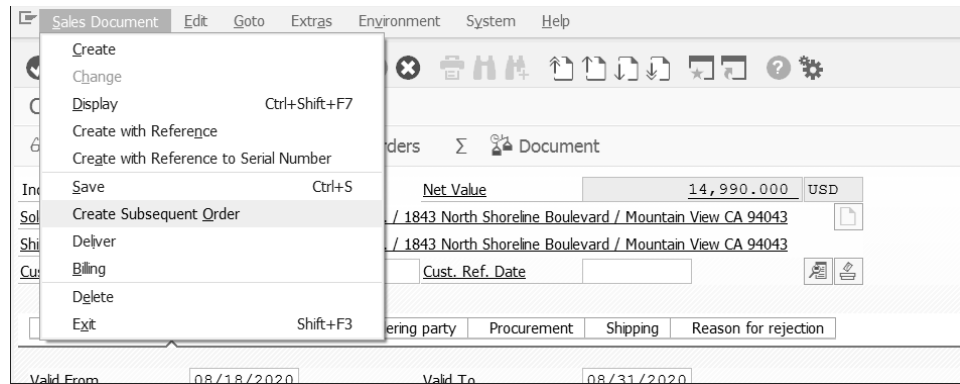 Sales Document Edit Goto Extras Environment System Help
Create
Change
Display Ctrl+Shift+F7
Create with Reference
Create with Reference to Serial Number
Save Ctrl+S
Create Subsequent Order
Deliver
Billing
Delete
Exit Shift+F3
Σ Document
Net Value 14,990.000 USD
/ 1843 North Shoreline Boulevard / Mountain View CA 94043
/ 1843 North Shoreline Boulevard / Mountain View CA 94043
Cust. Ref. Date
party Procurement Shipping Reason for rejection
Valid From 08/18/2020 Valid To 08/31/2020